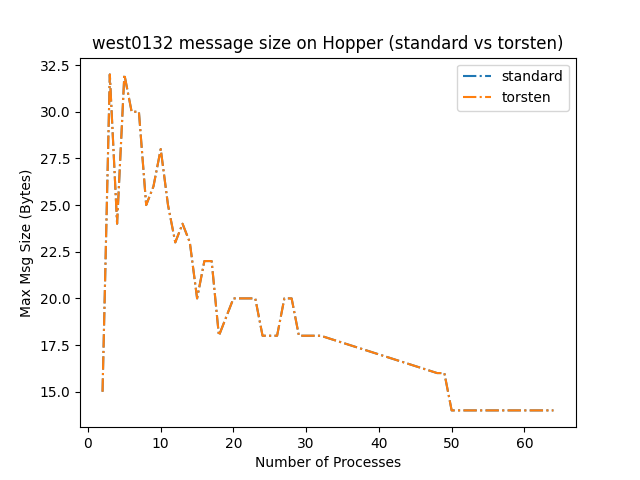 west0132 message size on Hopper (standard vs torsten)
32.5
30.0
27.5
25.0
22.5
20.0
17.5
15.0
Max Msg Size (Bytes)
standard
torsten
0 10 20 30 40 50 60
Number of Processes